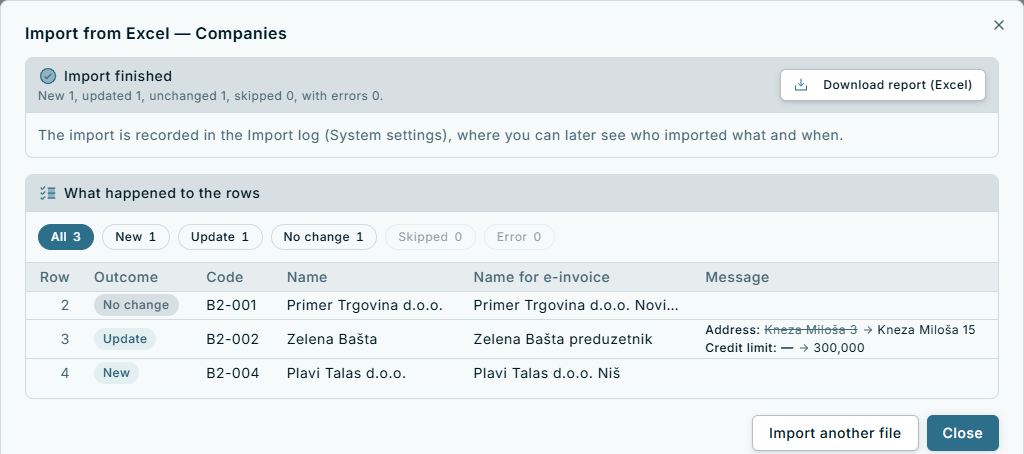 Import from Excel — Companies
Import finished
New 1, updated 1, unchanged 1, skipped 0, with errors 0.
Download report (Excel)
The import is recorded in the Import log (System settings), where you can later see who imported what and when.
What happened to the rows
All 3 New 1 Update 1 No change 1 Skipped 0 Error 0
Row Outcome Code Name Name for e-invoice Message
2 No change B2-001 Primer Trgovina d.o.o. Primer Trgovina d.o.o. Novi...
3 Update B2-002 Zelena Bašta Zelena Bašta preduzetnik Address: Kneza Miloša 3 → Kneza Miloša 15
Credit limit: — → 300,000
4 New B2-004 Plavi Talas d.o.o. Plavi Talas d.o.o. Niš
Import another file Close